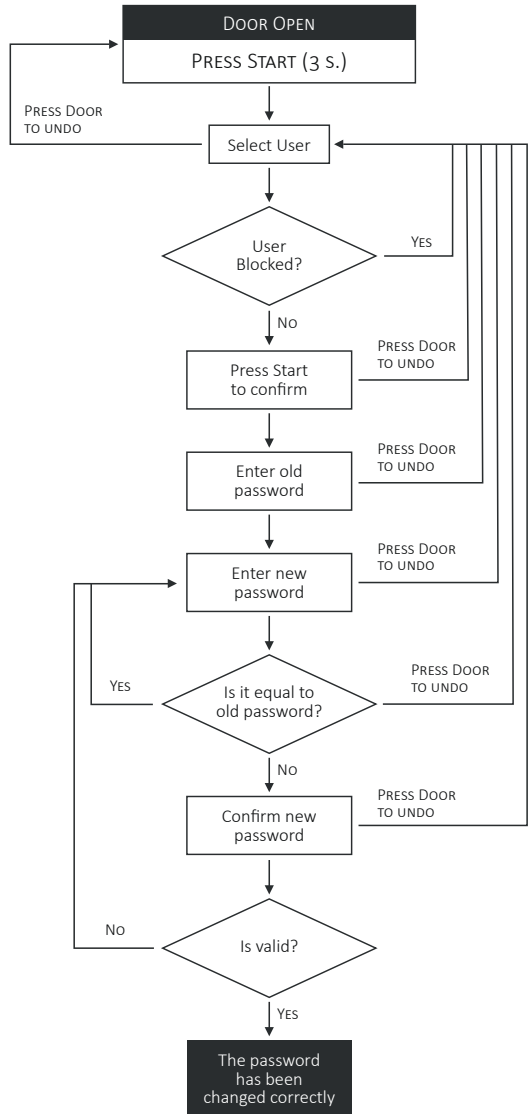 Door Open
Press Start (3 s.)
Press Door
to undo
Select User
User
Blocked?
Yes
No
Press Start
to confirm
Press Door
to undo
Enter old
password
Press Door
to undo
Enter new
password
Press Door
to undo
Is it equal to
old password?
Yes
Press Door
to undo
No
Confirm new
password
Press Door
to undo
Is valid?
No
Yes
The password
has been
changed correctly